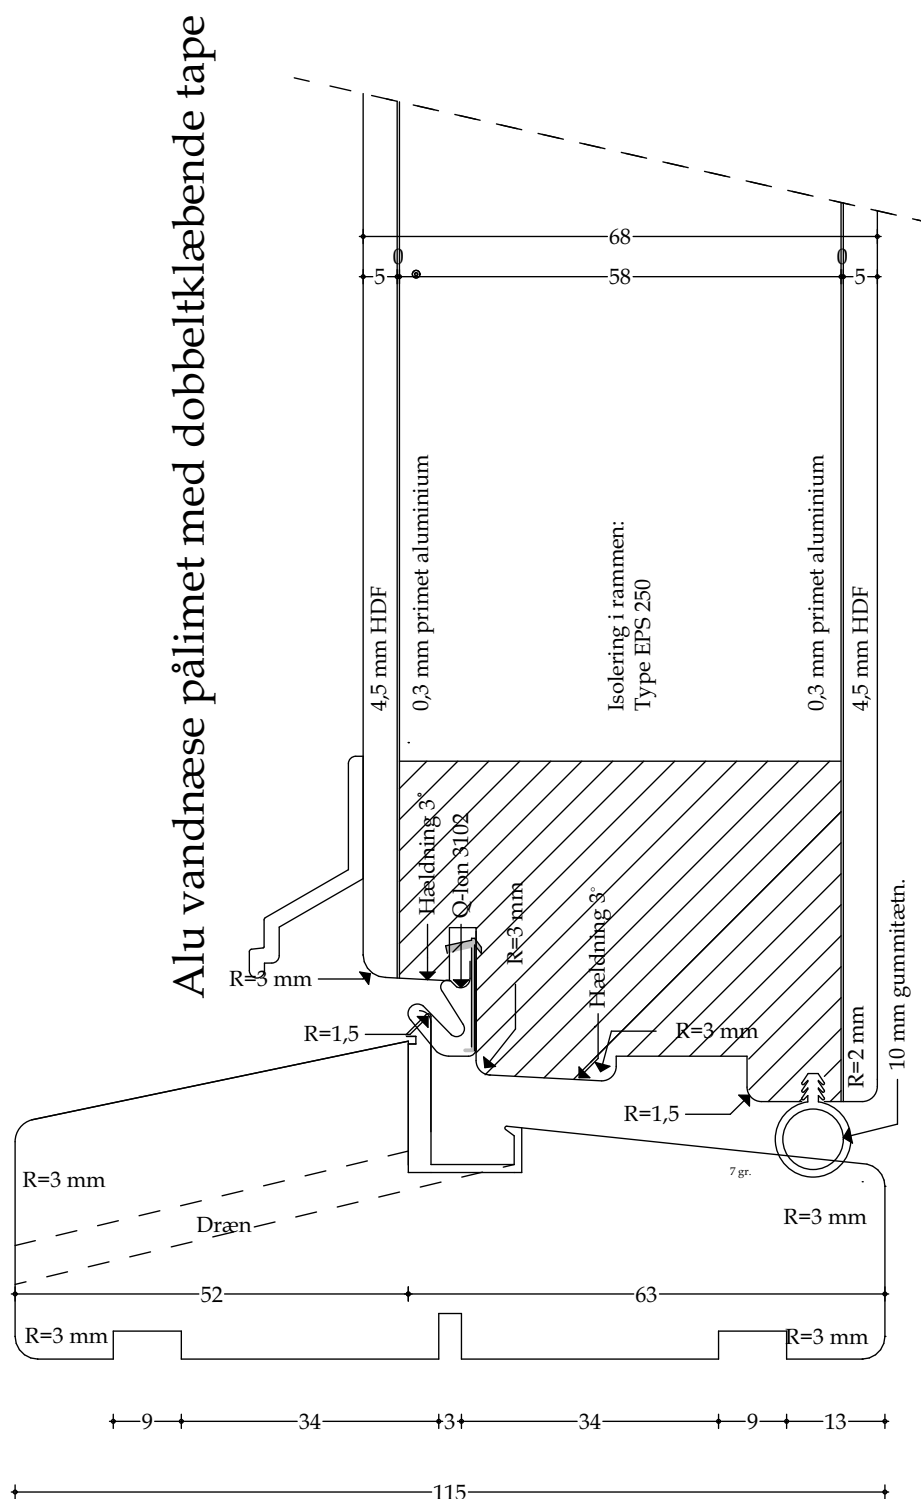 Alu vandnæse pålimet med dobbeltklæbende tape
68
5
0
58
0
5
4,5 mm HDF
0,3 mm primet aluminium
Isolering i rammen:
Type EPS 250
0,3 mm primet aluminium
4,5 mm HDF
Hældning 3°
Q-lon 3102
R=3 mm
Hældning 3°
R=3 mm
R=1,5
R=3 mm
R=2 mm
10 mm gummitætn.
R=1,5
R=3 mm
7 gr.
Dræn
R=3 mm
52
63
R=3 mm
R=3 mm
9
34
3
34
9
13
115